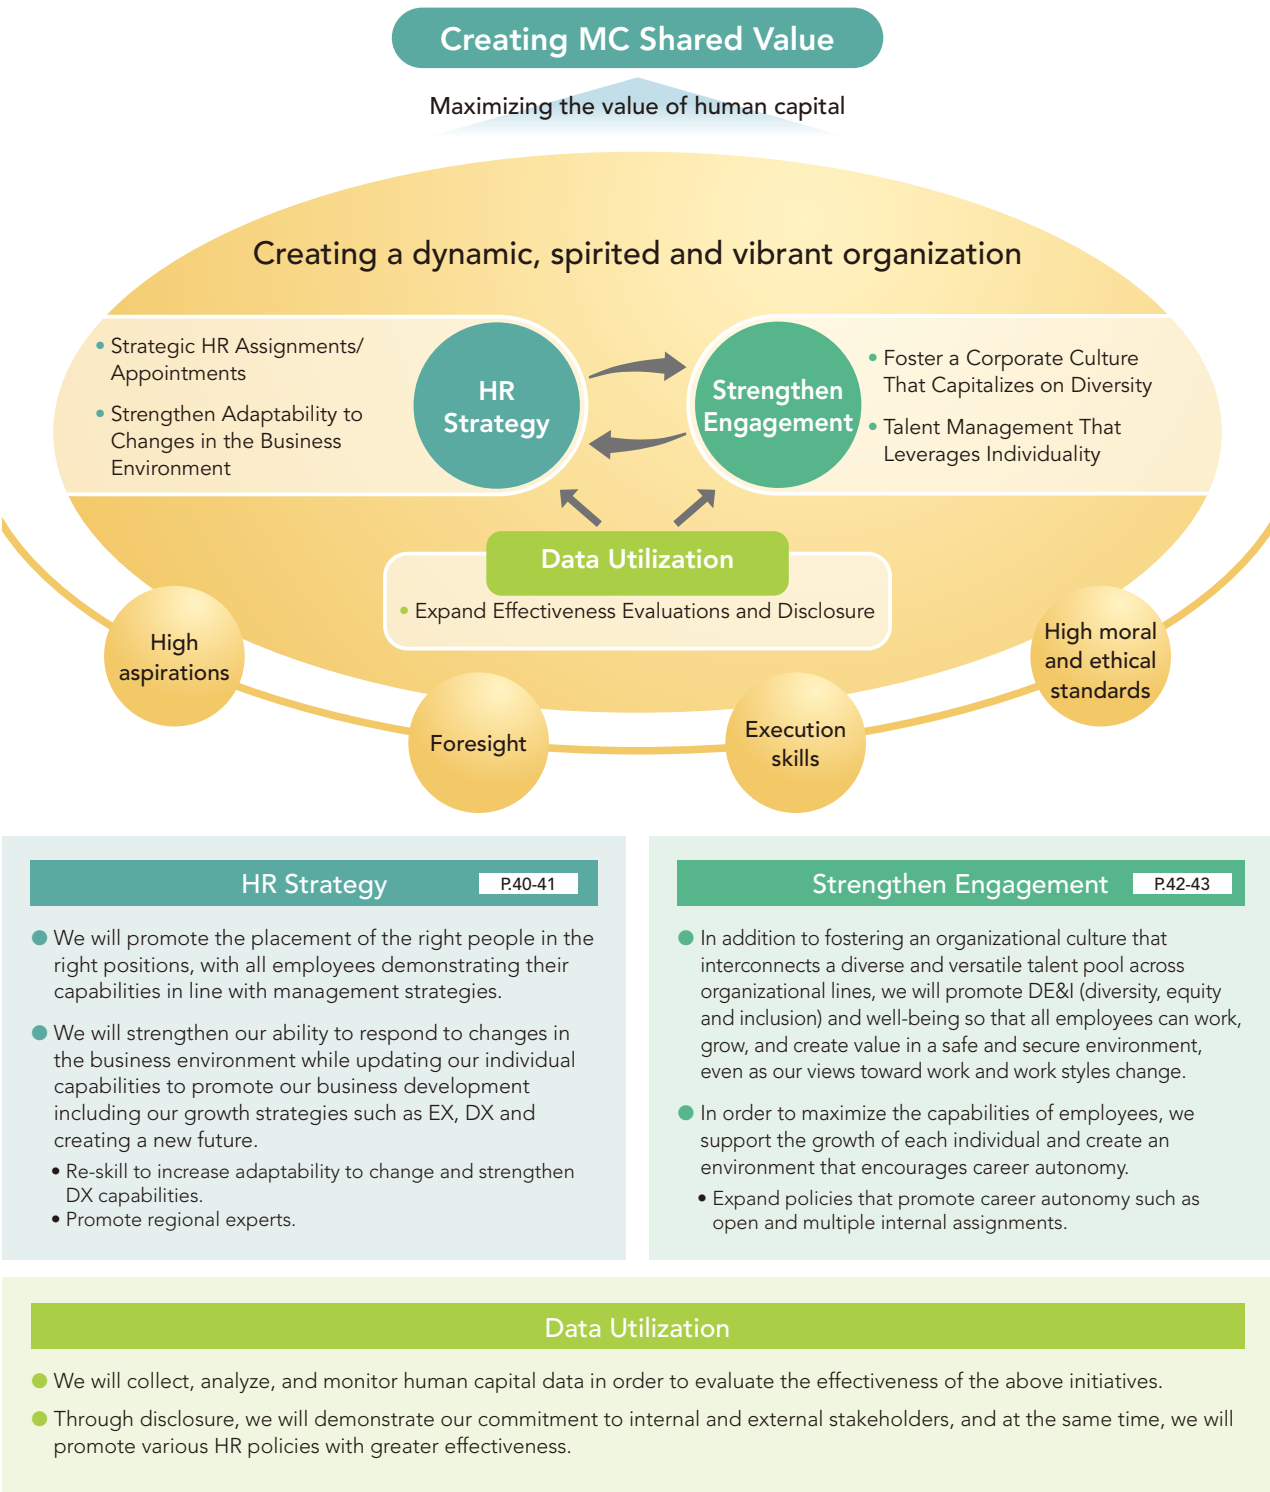 Creating MC Shared Value
Maximizing the value of human capital
Creating a dynamic, spirited and vibrant organization
• Strategic HR Assignments/
Appointments
• Strengthen Adaptability to
Changes in the Business
Environment
HR
Strategy
Strengthen
Engagement
• Foster a Corporate Culture
That Capitalizes on Diversity
• Talent Management That
Leverages Individuality
Data Utilization
• Expand Effectiveness Evaluations and Disclosure
High
aspirations
Foresight
Execution
skills
High moral
and ethical
standards
HR Strategy P.40-41
● We will promote the placement of the right people in the
right positions, with all employees demonstrating their
capabilities in line with management strategies.
● We will strengthen our ability to respond to changes in
the business environment while updating our individual
capabilities to promote our business development
including our growth strategies such as EX, DX and
creating a new future.
• Re-skill to increase adaptability to change and strengthen
DX capabilities.
• Promote regional experts.
Strengthen Engagement P.42-43
● In addition to fostering an organizational culture that
interconnects a diverse and versatile talent pool across
organizational lines, we will promote DE&I (diversity, equity
and inclusion) and well-being so that all employees can work,
grow, and create value in a safe and secure environment,
even as our views toward work and work styles change.
● In order to maximize the capabilities of employees, we
support the growth of each individual and create an
environment that encourages career autonomy.
• Expand policies that promote career autonomy such as
open and multiple internal assignments.
Data Utilization
● We will collect, analyze, and monitor human capital data in order to evaluate the effectiveness of the above initiatives.
● Through disclosure, we will demonstrate our commitment to internal and external stakeholders, and at the same time, we will
promote various HR policies with greater effectiveness.